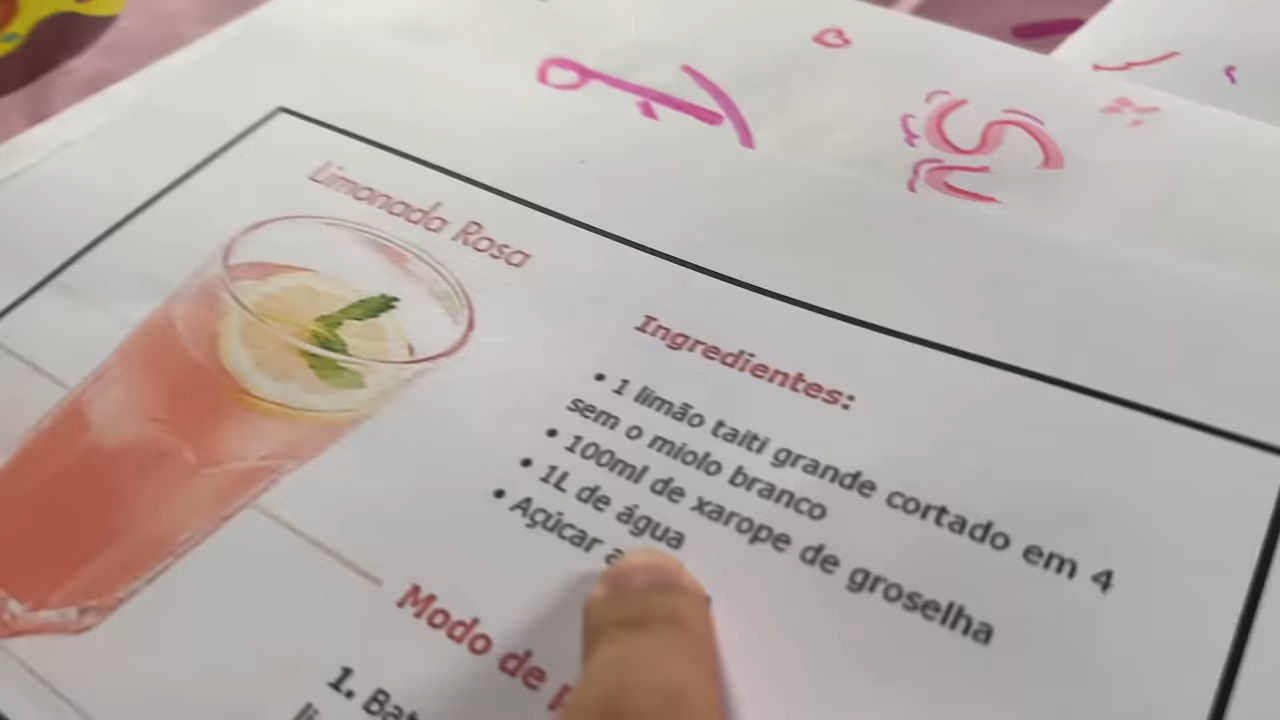 Limonada Rosa
Ingredientes:
• 1 limão taiti grande cortado em 4
sem o miolo branco
• 100ml de xarope de groselha
• 1L de água
• Açúcar a
Modo de
1. Bat